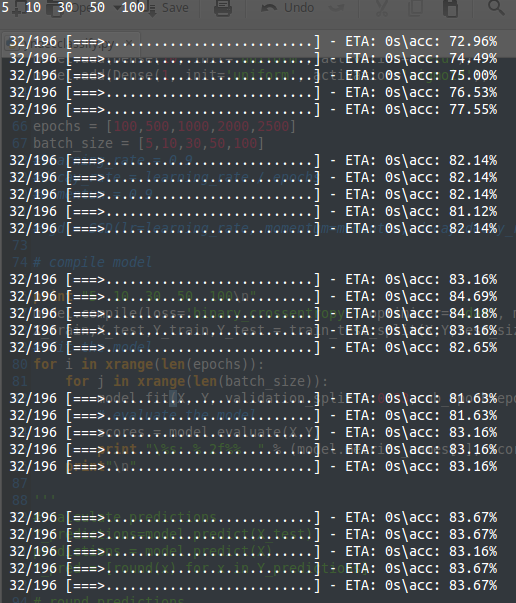 5  10  30  50  100
32/196 [===>..........................] - ETA: 0s\acc: 72.96%
32/196 [===>..........................] - ETA: 0s\acc: 74.49%
32/196 [===>..........................] - ETA: 0s\acc: 75.00%
32/196 [===>..........................] - ETA: 0s\acc: 76.53%
32/196 [===>..........................] - ETA: 0s\acc: 77.55%
66 epochs = [100,500,1000,2000,2500]
67 batch_size = [5,10,30,50,100]
32/196 [===>..........................] - ETA: 0s\acc: 82.14%
32/196 [===>..........................] - ETA: 0s\acc: 82.14%
32/196 [===>..........................] - ETA: 0s\acc: 82.14%
32/196 [===>..........................] - ETA: 0s\acc: 81.12%
32/196 [===>..........................] - ETA: 0s\acc: 82.14%
73
74 # compile model
32/196 [===>..........................] - ETA: 0s\acc: 83.16%
32/196 [===>..........................] - ETA: 0s\acc: 84.69%
32/196 [===>..........................] - ETA: 0s\acc: 84.18%
32/196 [===>..........................] - ETA: 0s\acc: 83.16%
32/196 [===>..........................] - ETA: 0s\acc: 82.65%
80 for i in xrange(len(epochs)):
81 for j in xrange(len(batch_size)):
32/196 [===>..........................] - ETA: 0s\acc: 81.63%
32/196 [===>..........................] - ETA: 0s\acc: 81.63%
32/196 [===>..........................] - ETA: 0s\acc: 83.16%
32/196 [===>..........................] - ETA: 0s\acc: 83.16%
32/196 [===>..........................] - ETA: 0s\acc: 83.16%
87
88 '''
32/196 [===>..........................] - ETA: 0s\acc: 83.67%
32/196 [===>..........................] - ETA: 0s\acc: 83.67%
32/196 [===>..........................] - ETA: 0s\acc: 83.16%
32/196 [===>..........................] - ETA: 0s\acc: 83.67%
32/196 [===>..........................] - ETA: 0s\acc: 83.67%
# round predictions